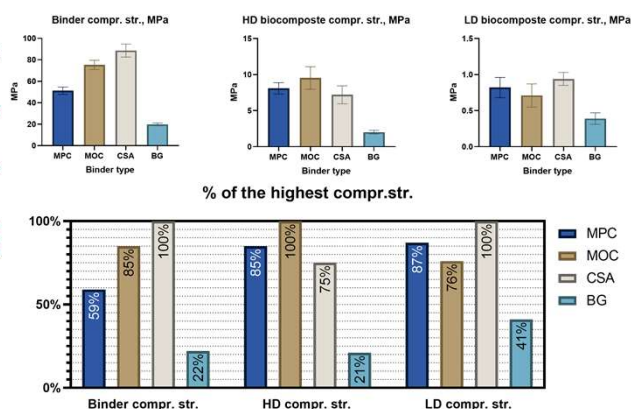 Binder compr. str., MPa
HD biocomposte compr. str., MPa
LD biocomposte compr. str., MPa
MPa
100
80
60
40
20
0
MPC MOC CSA BG
Binder type
MPa
15
10
5
0
MPC MOC CSA BG
Binder type
MPa
1.5
1.0
0.5
0.0
MPC MOC CSA BG
Binder type
% of the highest compr.str.
100%
50%
0%
59%
85%
100%
22%
85%
100%
75%
21%
87%
76%
100%
41%
Binder compr. str.
HD compr. str.
LD compr. str.
MPC
MOC
CSA
BG